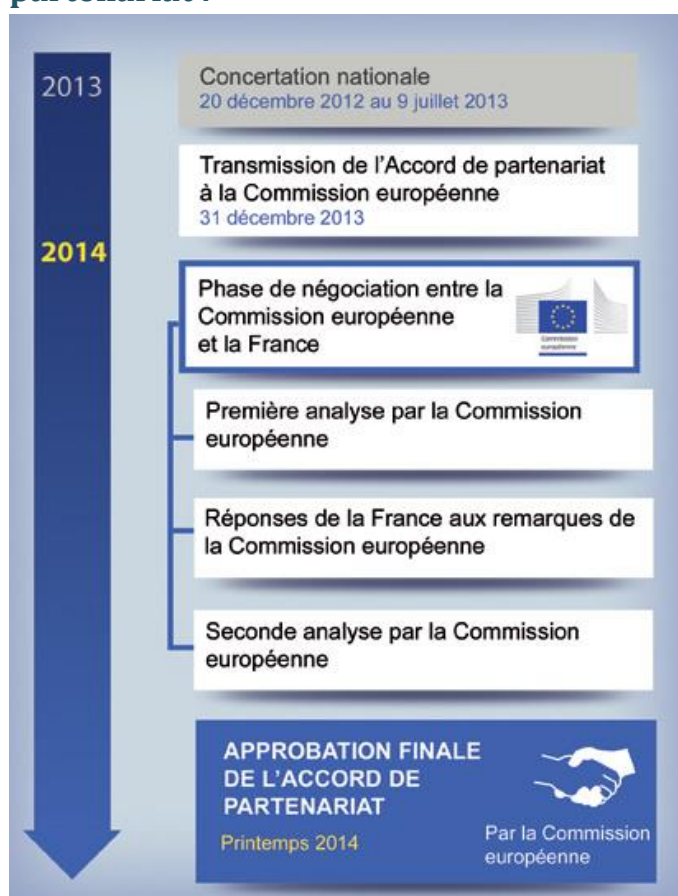 partenariat ?
2013
Concertation nationale
20 décembre 2012 au 9 juillet 2013
Transmission de l'Accord de partenariat
à la Commission européenne
31 décembre 2013
2014
Phase de négociation entre la
Commission européenne
et la France
Commission
européenne
Première analyse par la Commission
européenne
Réponses de la France aux remarques de
la Commission européenne
Seconde analyse par la Commission
européenne
APPROBATION FINALE
DE L'ACCORD DE
PARTENARIAT
Printemps 2014
Par la Commission
européenne